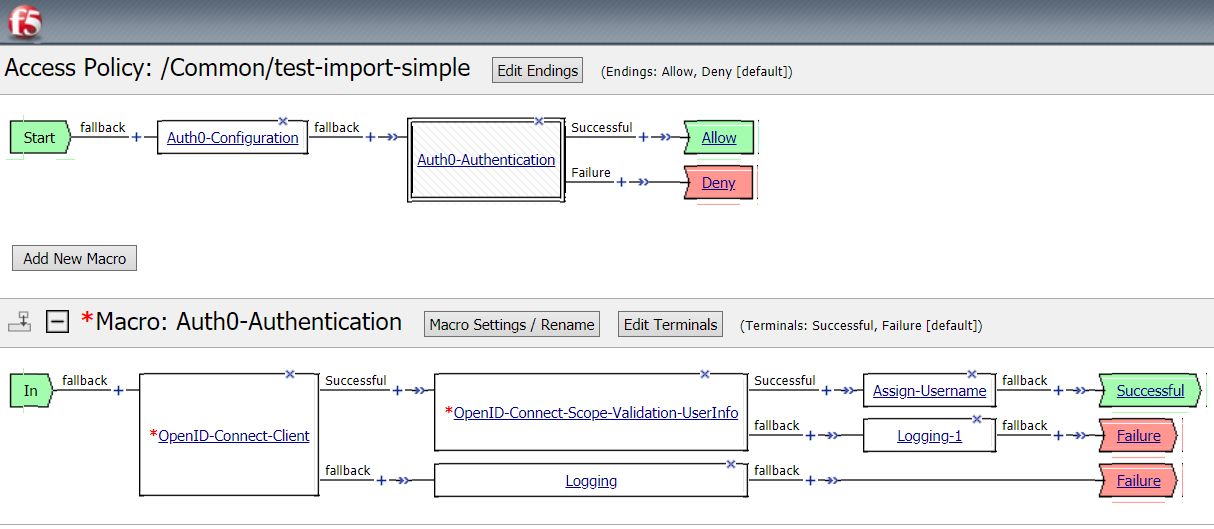 f5
Access Policy: /Common/test-import-simple Edit Endings (Endings: Allow, Deny [default])
Start fallback + Auth0-Configuration fallback + Auth0-Authentication Successful + Allow
Failure + Deny
Add New Macro
*Macro: Auth0-Authentication Macro Settings / Rename Edit Terminals (Terminals: Successful, Failure [default])
In fallback + *OpenID-Connect-Client Successful + *OpenID-Connect-Scope-Validation-UserInfo Successful + Assign-Username fallback + Successful
fallback + Logging-1 fallback + Failure
fallback + Logging fallback + Failure